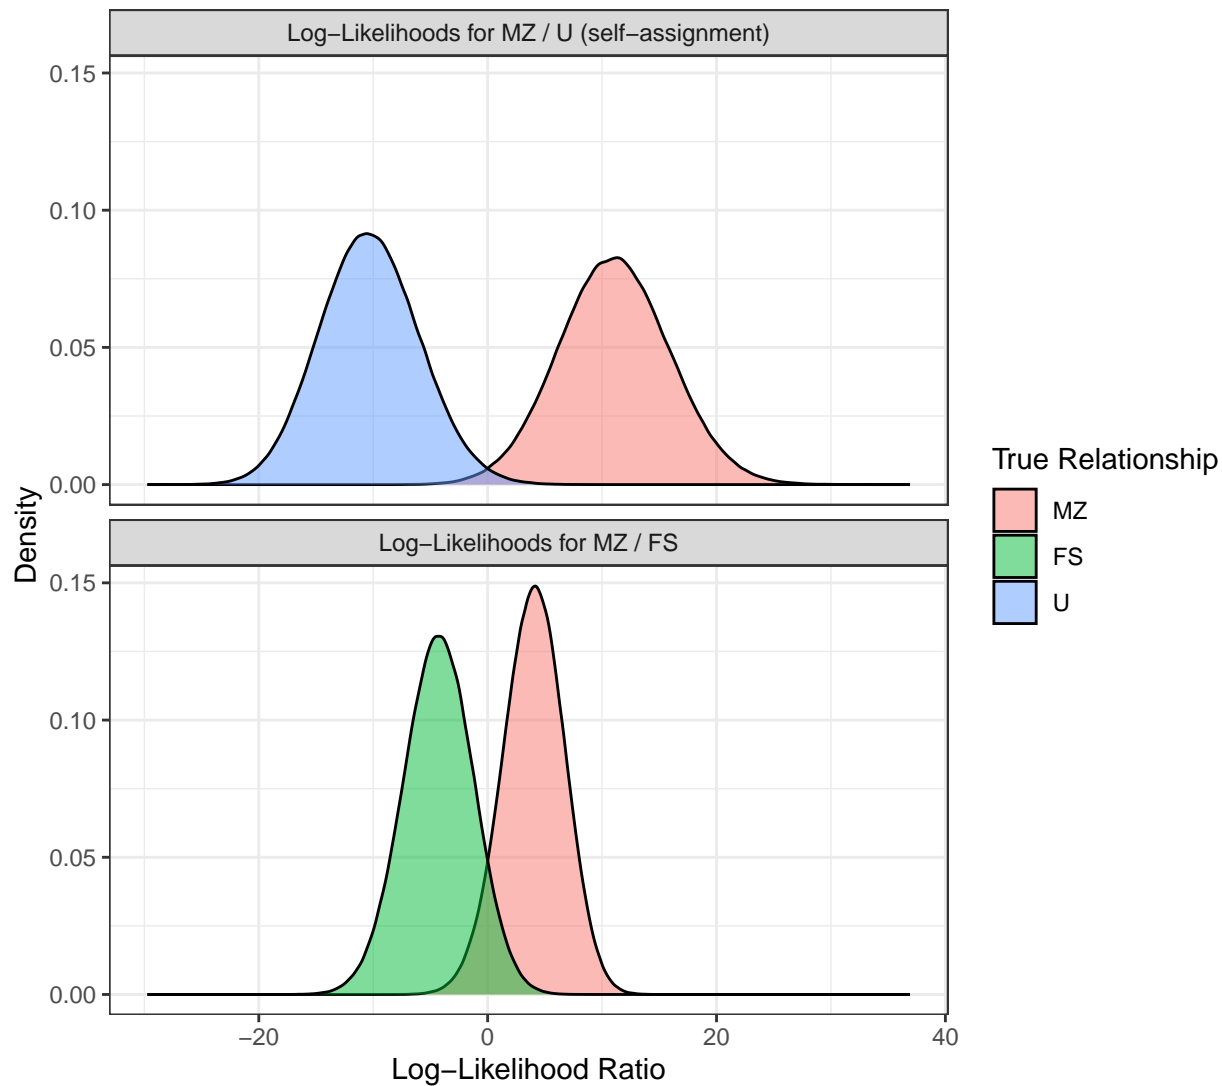 Log−Likelihoods for MZ / U (self−assignment)
0.15
0.10
0.05
0.00
Log−Likelihoods for MZ / FS
0.15
0.10
0.05
0.00
−20
0
20
40
Log−Likelihood Ratio
Density
True Relationship
MZ
FS
U